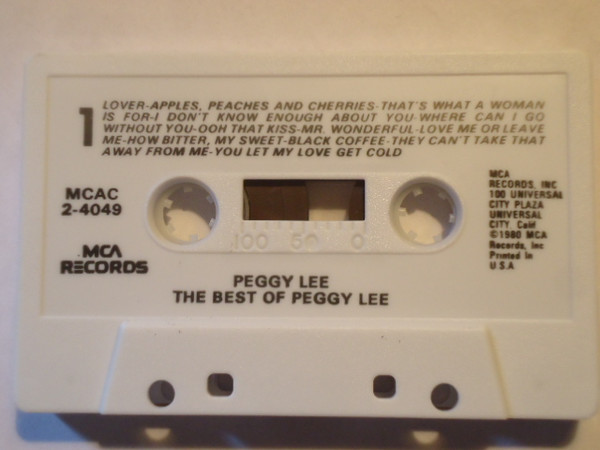 1
LOVER-APPLES, PEACHES AND CHERRIES-THAT'S WHAT A WOMAN
IS FOR-I DON'T KNOW ENOUGH ABOUT YOU-WHERE CAN I GO
WITHOUT YOU-OOH THAT KISS-MR. WONDERFUL-LOVE ME OR LEAVE
ME-HOW BITTER, MY SWEET-BLACK COFFEE-THEY CAN'T TAKE THAT
AWAY FROM ME-YOU LET MY LOVE GET COLD
MCAC
2-4049
MCA
RECORDS
100 50 0
MCA
RECORDS, INC
100 UNIVERSAL
CITY PLAZA
UNIVERSAL
CITY Calif
©1980 MCA
Records, Inc
Printed in
U.S.A
PEGGY LEE
THE BEST OF PEGGY LEE